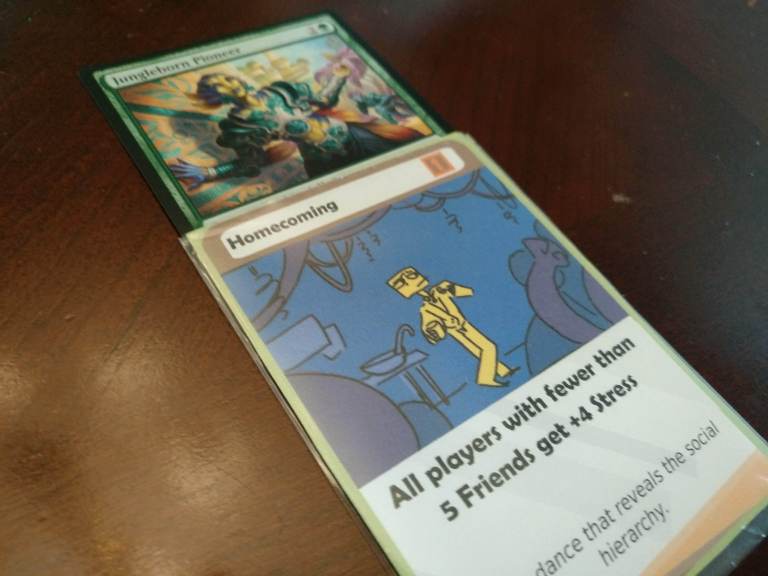 Jungleborn Pioneer
Homecoming
All players with fewer than
5 Friends get +4 Stress
dance that reveals the social
hierarchy.